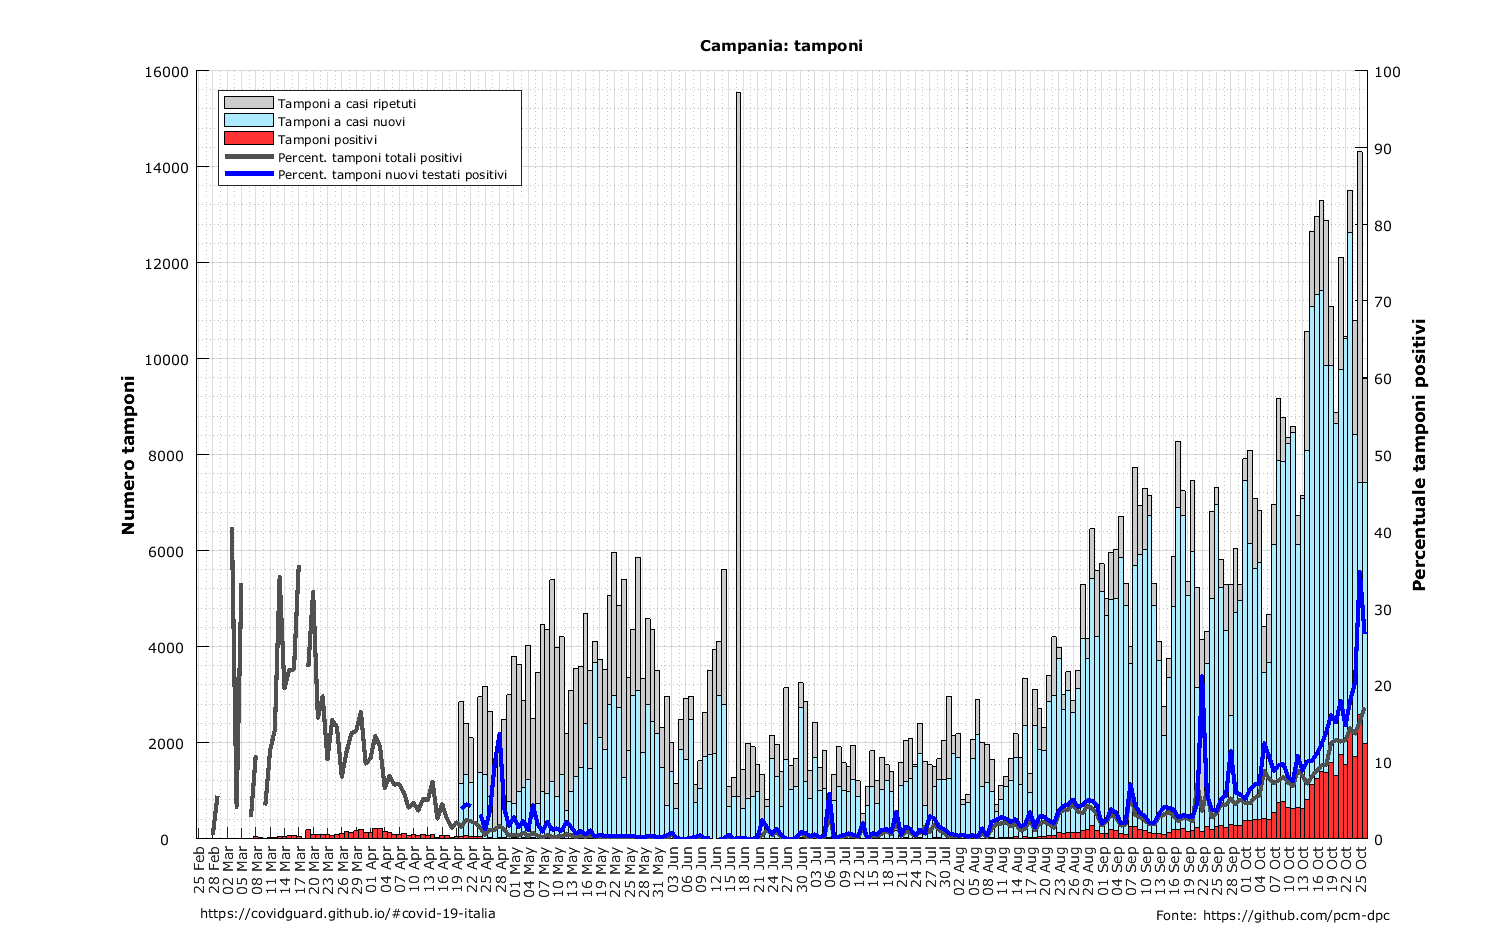 Campania: tamponi
16000
14000
12000
10000
8000
6000
4000
2000
0
Numero tamponi
Tamponi a casi ripetuti
Tamponi a casi nuovi
Tamponi positivi
Percent. tamponi totali positivi
Percent. tamponi nuovi testati positivi
100
90
80
70
60
50
40
30
20
10
0
Percentuale tamponi positivi
25 Feb
28 Feb
02 Mar
05 Mar
08 Mar
11 Mar
14 Mar
17 Mar
20 Mar
23 Mar
26 Mar
29 Mar
01 Apr
04 Apr
07 Apr
10 Apr
13 Apr
16 Apr
19 Apr
22 Apr
25 Apr
28 Apr
01 May
04 May
07 May
10 May
13 May
16 May
19 May
22 May
25 May
28 May
31 May
03 Jun
06 Jun
09 Jun
12 Jun
15 Jun
18 Jun
21 Jun
24 Jun
27 Jun
30 Jun
03 Jul
06 Jul
09 Jul
12 Jul
15 Jul
18 Jul
21 Jul
24 Jul
27 Jul
30 Jul
02 Aug
05 Aug
08 Aug
11 Aug
14 Aug
17 Aug
20 Aug
23 Aug
26 Aug
29 Aug
01 Sep
04 Sep
07 Sep
10 Sep
13 Sep
16 Sep
19 Sep
22 Sep
25 Sep
28 Sep
01 Oct
04 Oct
07 Oct
10 Oct
13 Oct
16 Oct
19 Oct
22 Oct
25 Oct
https://covidguard.github.io/#covid-19-italia
Fonte: https://github.com/pcm-dpc